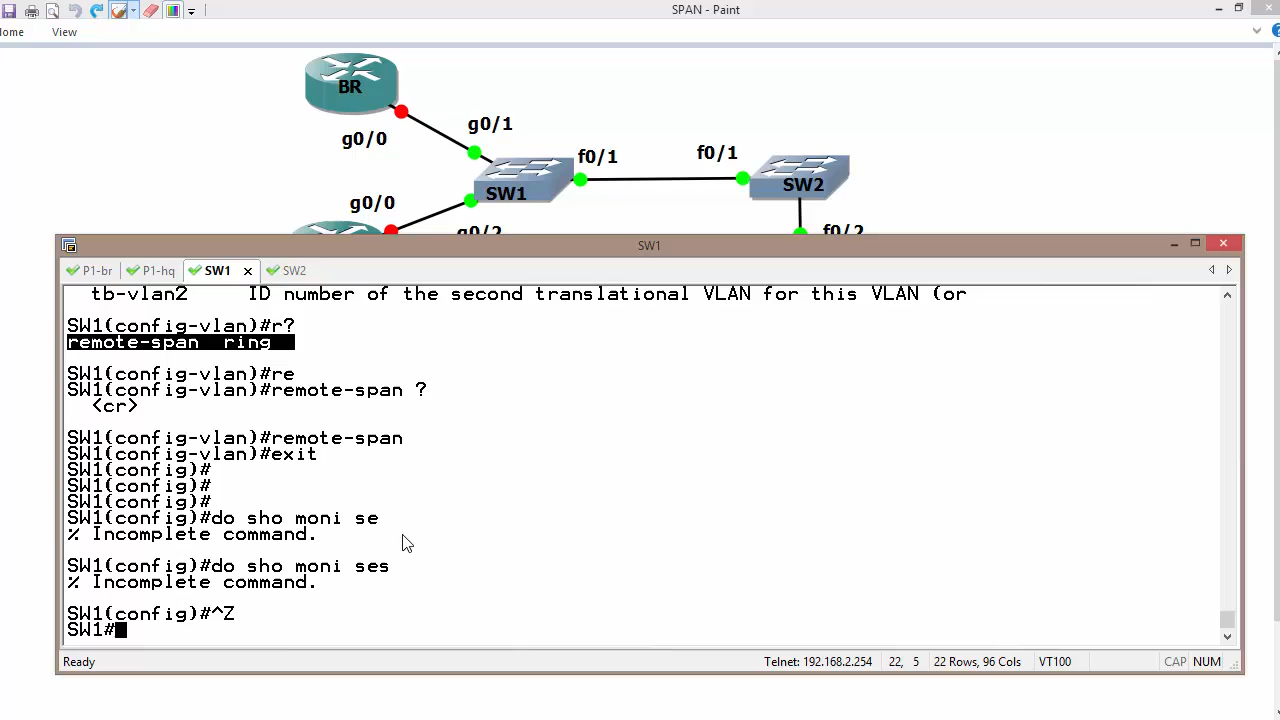 SPAN - Paint
ome
View
BR
g0/0
g0/1
f0/1
f0/1
SW1
SW2
g0/0
g0/2
f0/2
SW1
P1-br
P1-hq
SW1
SW2
tb-vlan2 ID number of the second translational VLAN for this VLAN (or
SW1(config-vlan)#r?
remote-span ring
SW1(config-vlan)#re
SW1(config-vlan)#remote-span ?
<cr>
SW1(config-vlan)#remote-span
SW1(config-vlan)#exit
SW1(config)#
SW1(config)#
SW1(config)#
SW1(config)#do sho moni se
% Incomplete command.
SW1(config)#do sho moni ses
% Incomplete command.
SW1(config)#^Z
SW1#
Ready
Telnet: 192.168.2.254 22, 5 22 Rows, 96 Cols VT100 CAP NUM